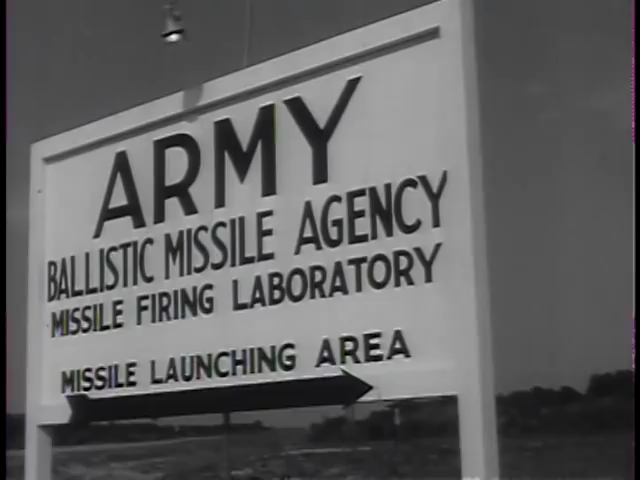 ARMY
BALLISTIC MISSILE AGENCY
MISSILE FIRING LABORATORY
MISSILE LAUNCHING AREA